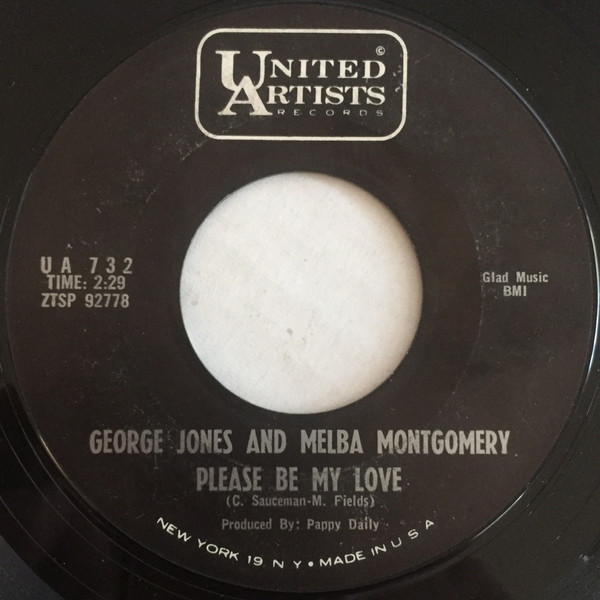 ©
UNITED
ARTISTS
RECORDS
UA 732
TIME: 2:29
ZTSP 92778
Glad Music
BMI
GEORGE JONES AND MELBA MONTGOMERY
PLEASE BE MY LOVE
(C. Sauceman-M. Fields)
Produced By: Pappy Daily
NEW YORK 19 N Y • MADE IN U S A